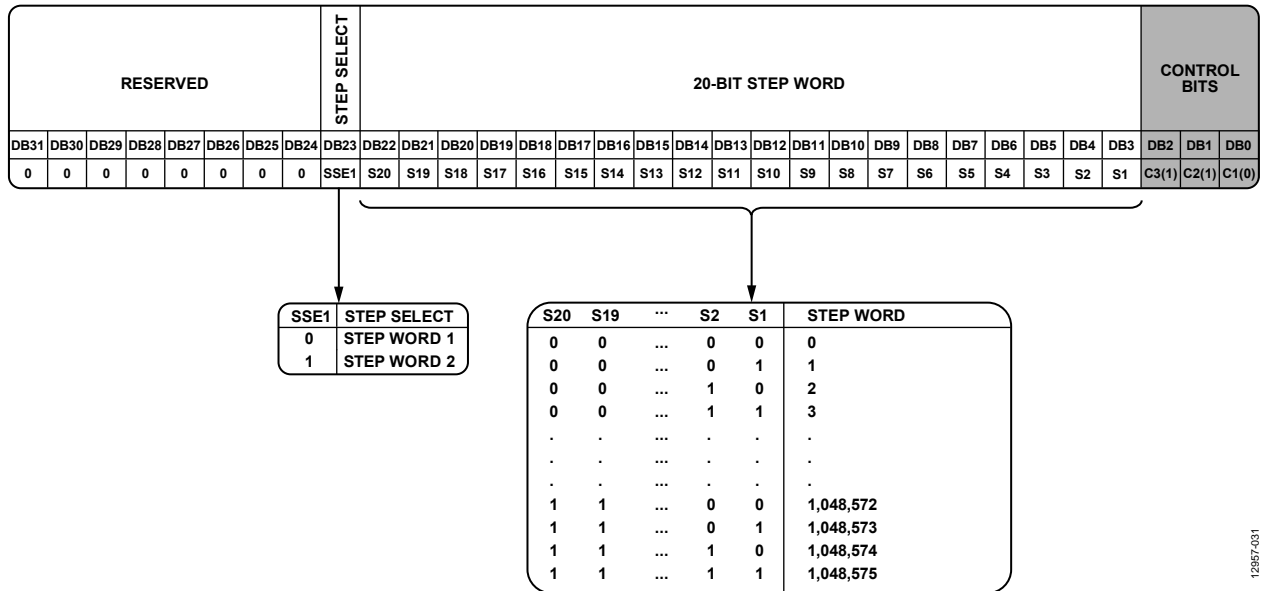 RESERVED
STEP SELECT
20-BIT STEP WORD
CONTROL
BITS
DB31 DB30 DB29 DB28 DB27 DB26 DB25 DB24 DB23 DB22 DB21 DB20 DB19 DB18 DB17 DB16 DB15 DB14 DB13 DB12 DB11 DB10 DB9 DB8 DB7 DB6 DB5 DB4 DB3 DB2 DB1 DB0
0 0 0 0 0 0 0 0 SSE1 S20 S19 S18 S17 S16 S15 S14 S13 S12 S11 S10 S9 S8 S7 S6 S5 S4 S3 S2 S1 C3(1) C2(1) C1(0)
SSE1 STEP SELECT
0 STEP WORD 1
1 STEP WORD 2
S20 S19 ... S2 S1 STEP WORD
0 0 ... 0 0 0
0 0 ... 0 1 1
0 0 ... 1 0 2
0 0 ... 1 1 3
. . ... . . .
. . ... . . .
. . ... . . .
1 1 ... 0 0 1,048,572
1 1 ... 0 1 1,048,573
1 1 ... 1 0 1,048,574
1 1 ... 1 1 1,048,575
12957-031